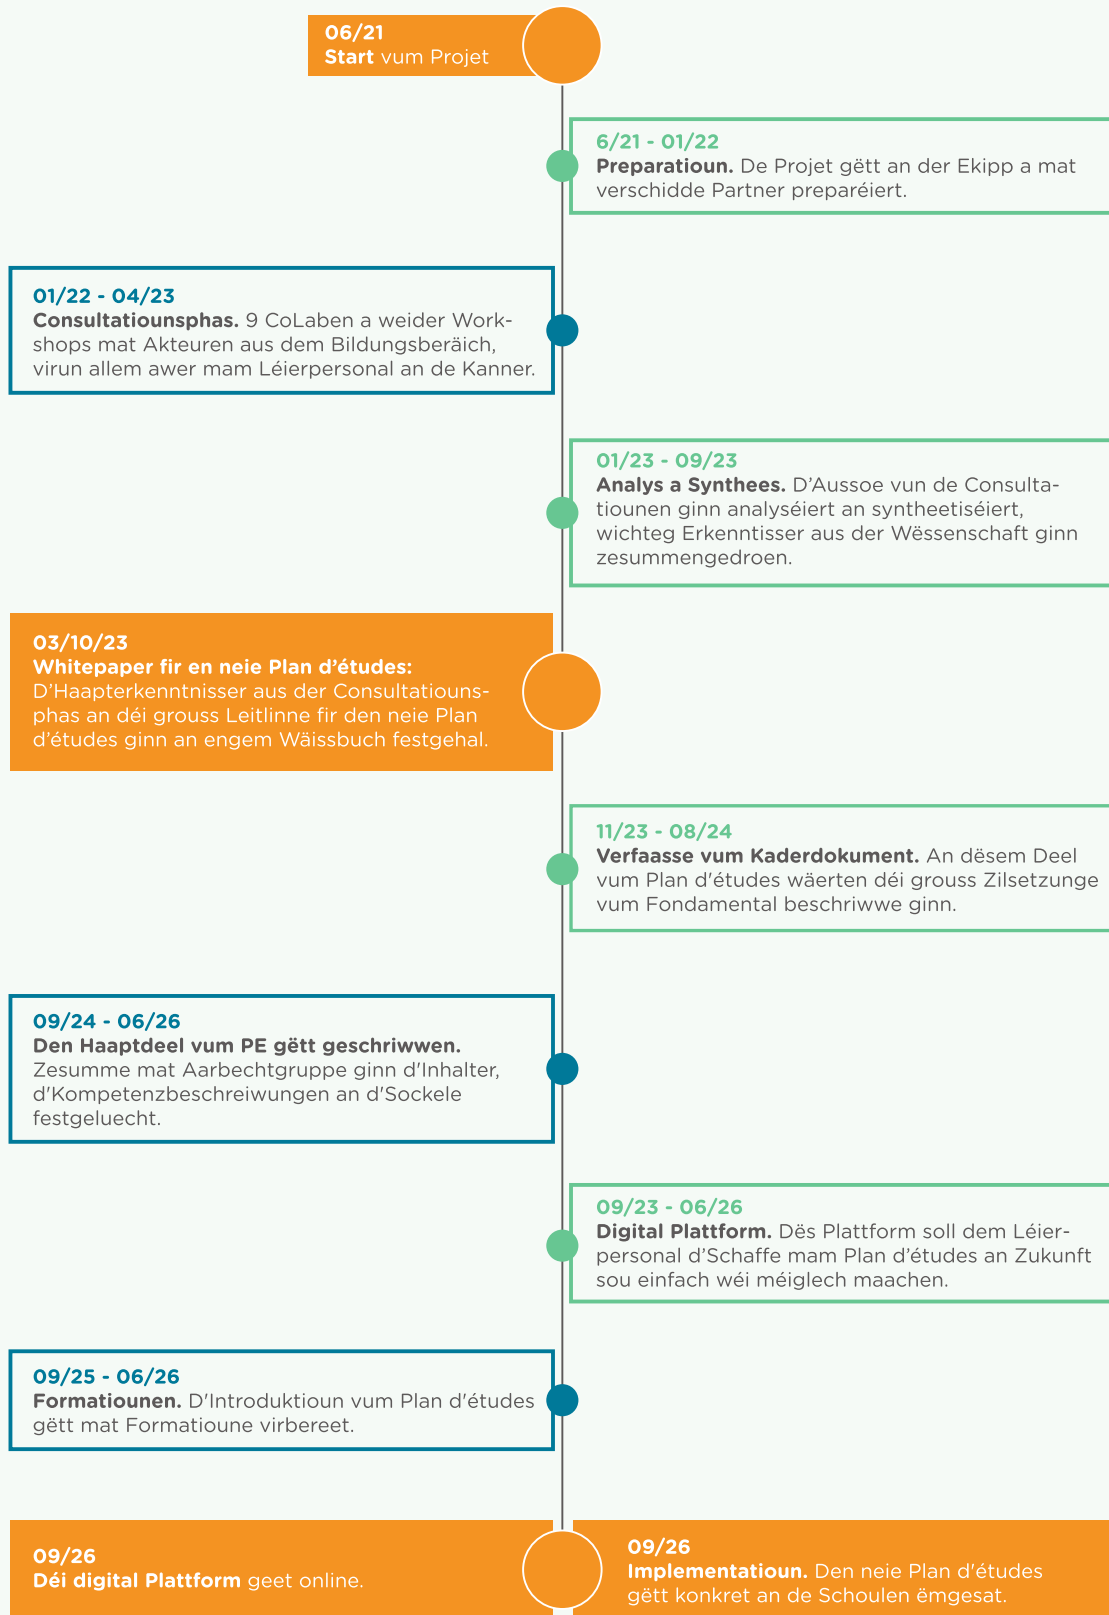 06/21
Start vum Projet
6/21 - 01/22
Preparatioun. De Projet gëtt an der Ekipp a mat
verschidde Partner preparéiert.
01/22 - 04/23
Consultatiounsphas. 9 CoLaben a weider Work-
shops mat Akteuren aus dem Bildungsberäich,
virun allem awer mam Léierpersonal an de Kanner.
01/23 - 09/23
Analys a Synthees. D’Aussoe vun de Consulta-
tiounen ginn analyséiert an syntheetiséiert,
wichteg Erkenntisser aus der Wëssenschaft ginn
zesummengedroen.
03/10/23
Whitepaper fir en neie Plan d’études:
D’Haapterkenntnisser aus der Consultatiouns-
phas an déi grouss Leitlinne fir den neie Plan
d’études ginn an engem Wäissbuch festgehal.
11/23 - 08/24
Verfaasse vum Kaderdokument. An dësem Deel
vum Plan d'études wäerten déi grouss Zilsetzunge
vum Fondamental beschriwwe ginn.
09/24 - 06/26
Den Haaptdeel vum PE gëtt geschriwwen.
Zesumme mat Aarbechtgruppe ginn d'Inhalter,
d'Kompetenzbeschreiwungen an d'Sockele
festgeluecht.
09/23 - 06/26
Digital Plattform. Dës Plattform soll dem Léier-
personal d’Schaffe mam Plan d’études an Zukunft
sou einfach wéi méiglech maachen.
09/25 - 06/26
Formatiounen. D'Introduktioun vum Plan d'études
gëtt mat Formatioune virbereet.
09/26
Déi digital Plattform geet online.
09/26
Implementatioun. Den neie Plan d'études
gëtt konkret an de Schoulen ëmgesat.